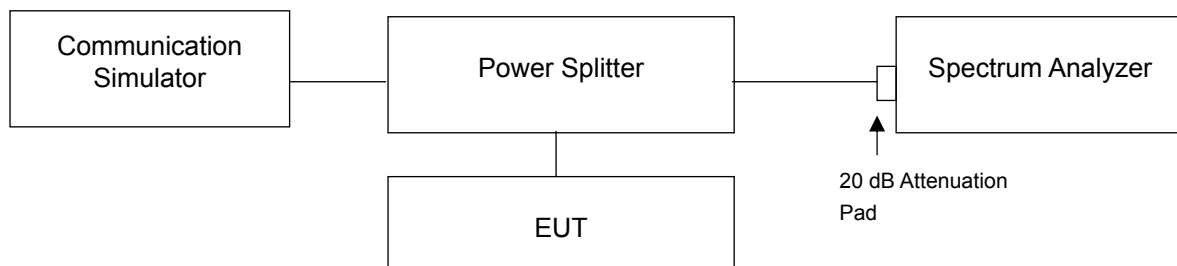 Communication
Simulator
Power Splitter
Spectrum Analyzer
20 dB Attenuation
Pad
EUT